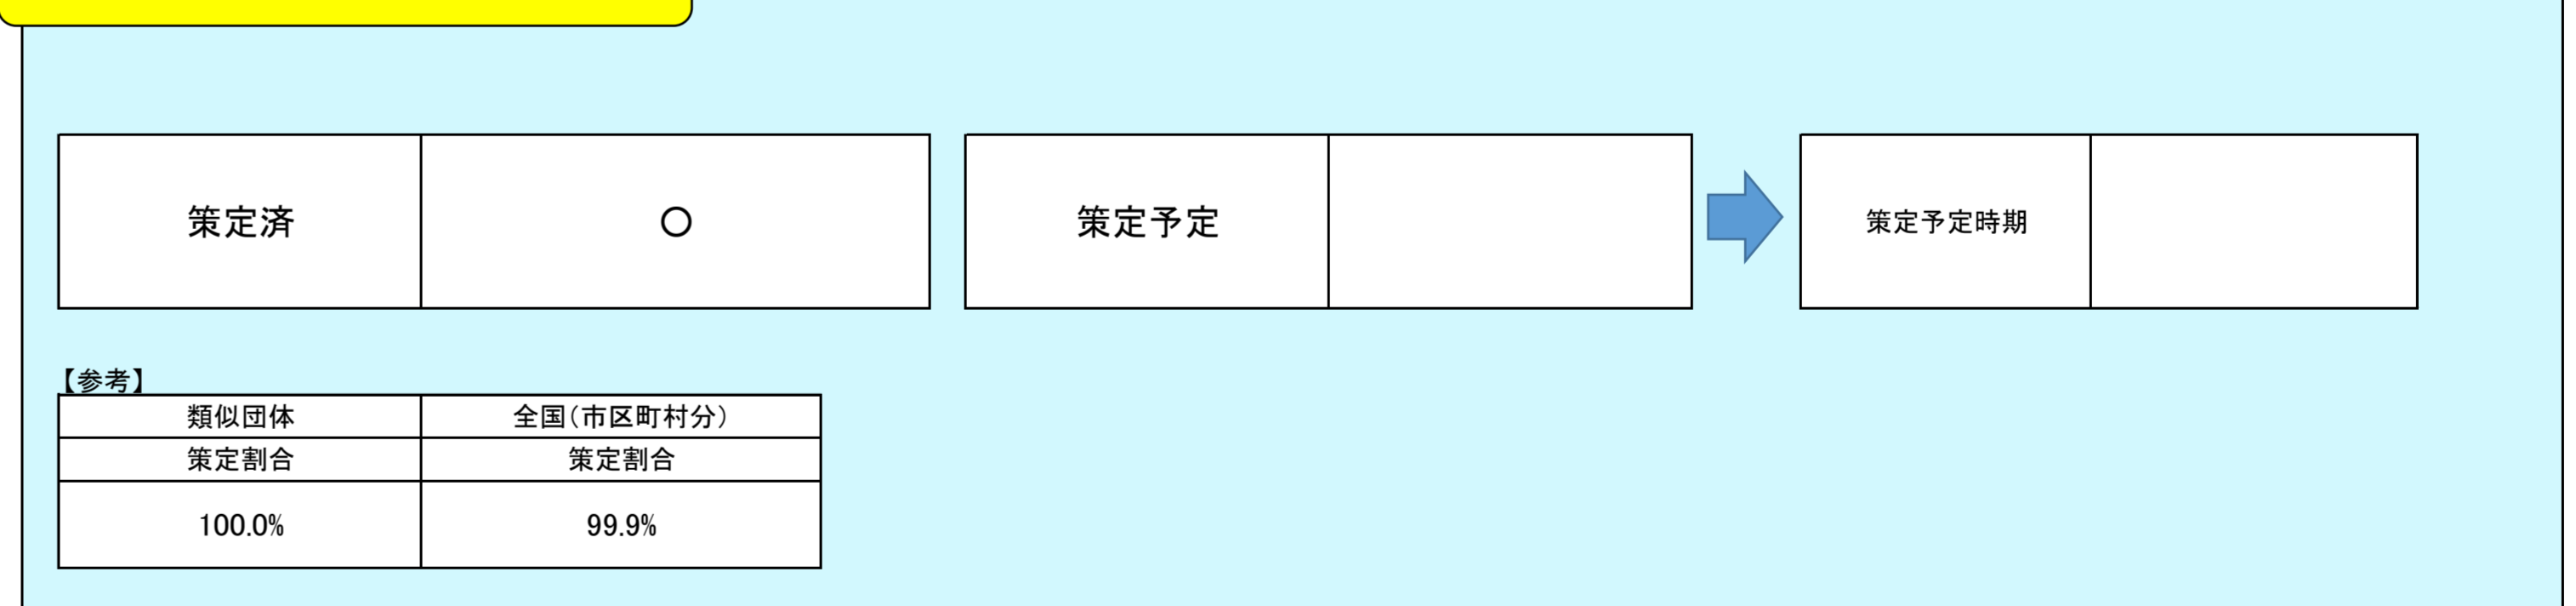 策定済 〇 策定予定 策定予定時期
【参考】
類似団体 全国(市区町村分)
策定割合 策定割合
100.0% 99.9%